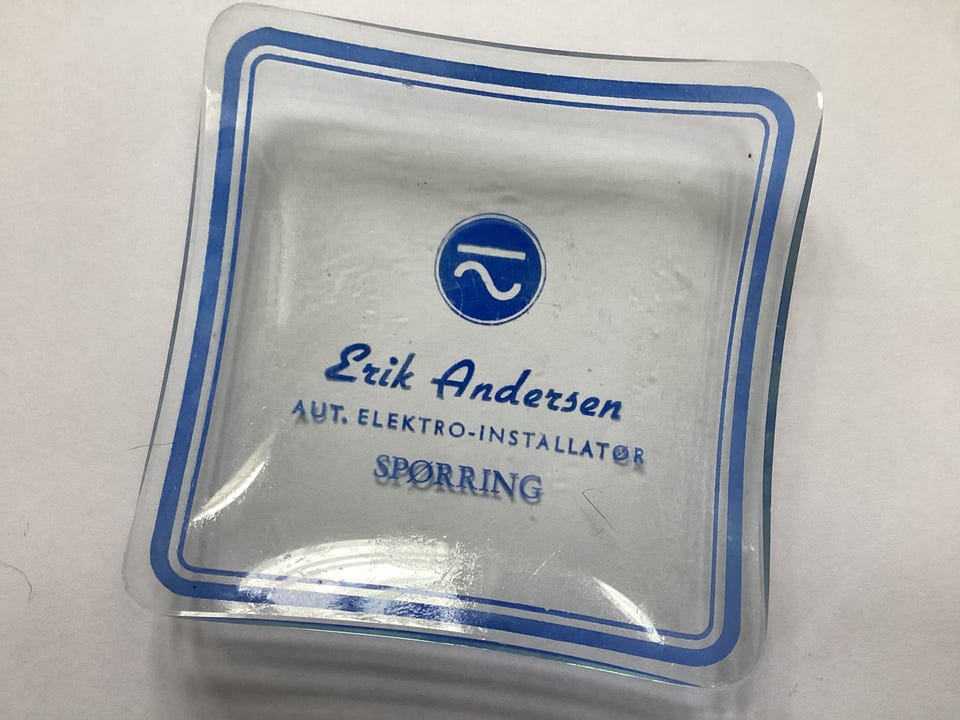 Erik Andersen
AUT. ELEKTRO-INSTALLATØR
SPØRRING